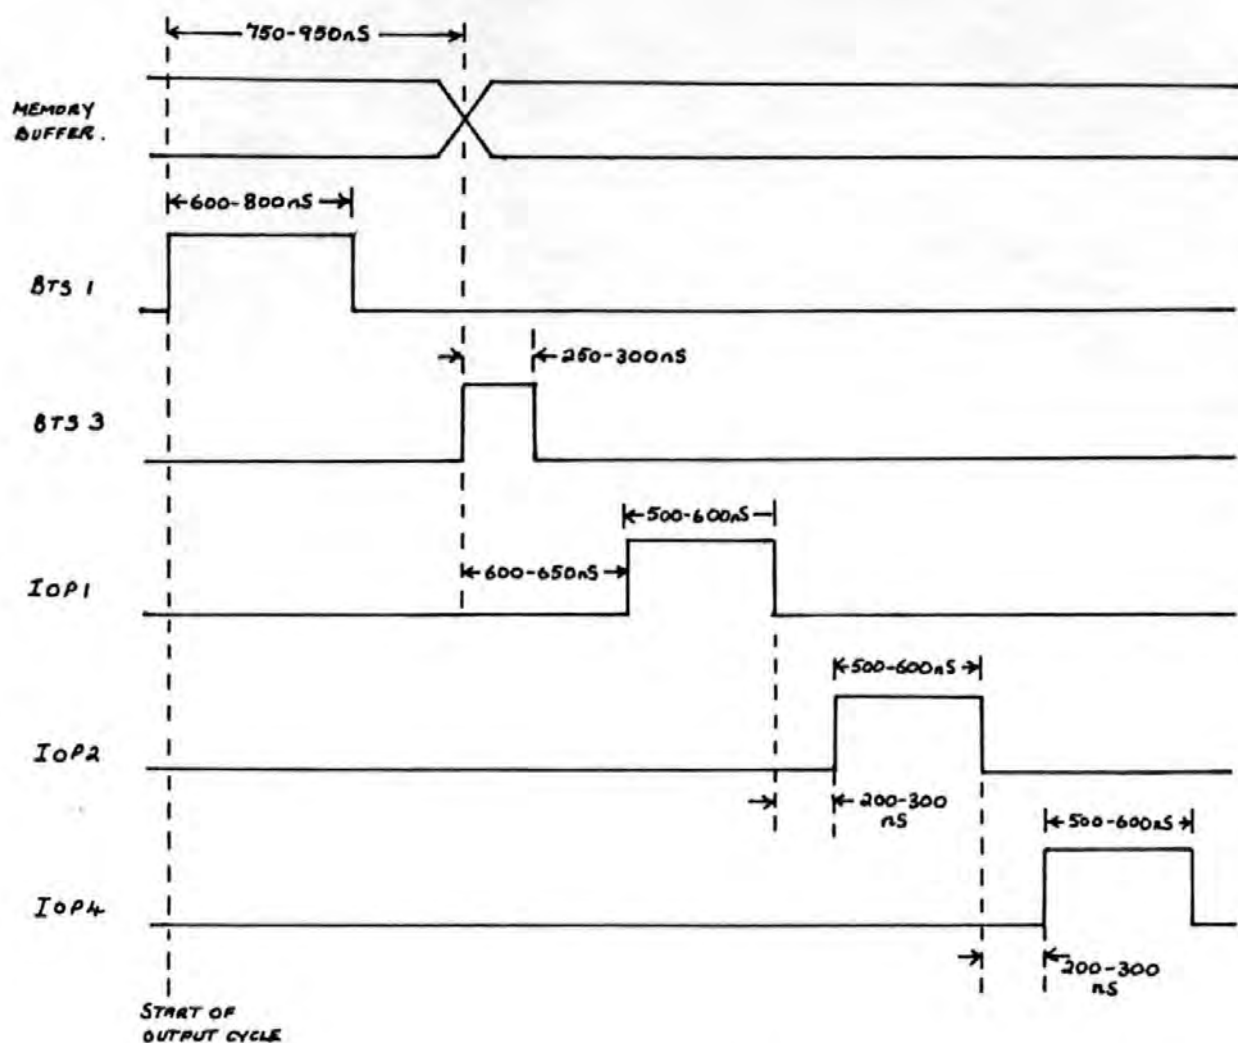 750-950nS
MEMORY
BUFFER.
600-800nS
BTS 1
250-300nS
BTS 3
500-600nS
600-650nS
IOP1
500-600nS
IOP2
200-300
nS
500-600nS
IOP4
200-300
nS
START OF
OUTPUT CYCLE